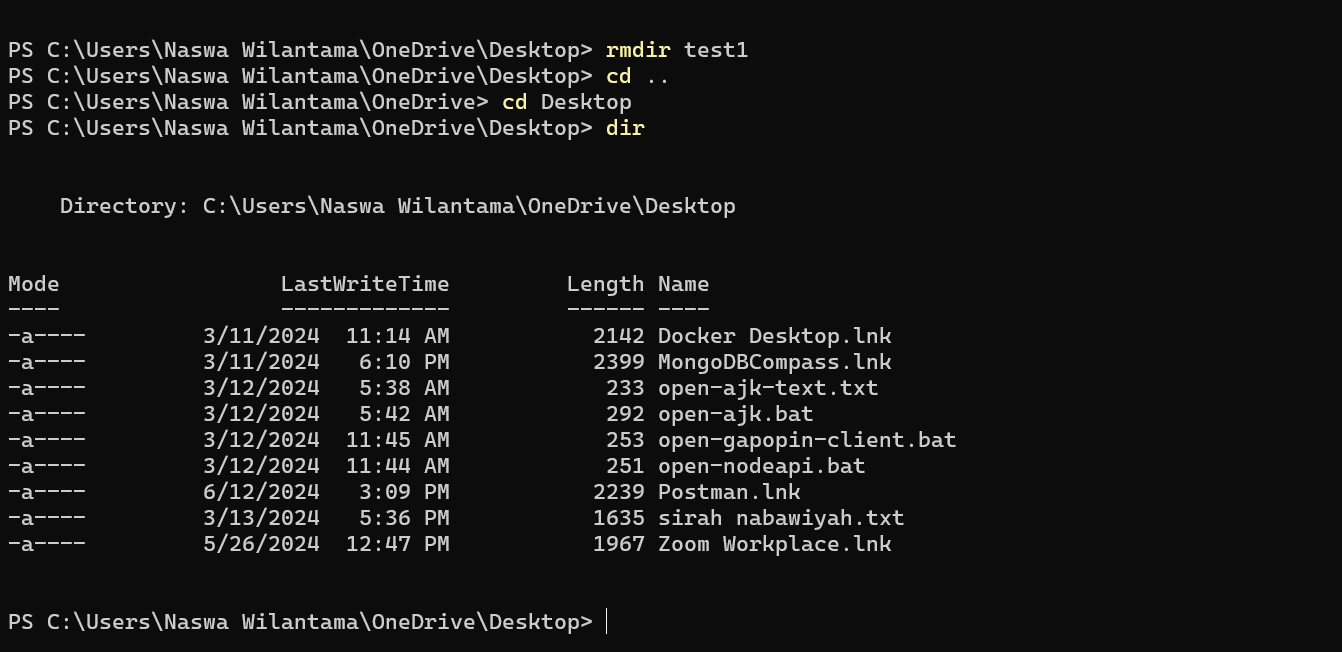 PS C:\Users\Naswa Wilantama\OneDrive\Desktop> rmdir test1
PS C:\Users\Naswa Wilantama\OneDrive\Desktop> cd ..
PS C:\Users\Naswa Wilantama\OneDrive> cd Desktop
PS C:\Users\Naswa Wilantama\OneDrive\Desktop> dir

    Directory: C:\Users\Naswa Wilantama\OneDrive\Desktop

Mode                 LastWriteTime         Length Name
----                 -------------         ------ ----
-a----         3/11/2024  11:14 AM           2142 Docker Desktop.lnk
-a----         3/11/2024   6:10 PM           2399 MongoDBCompass.lnk
-a----         3/12/2024   5:38 AM            233 open-ajk-text.txt
-a----         3/12/2024   5:42 AM            292 open-ajk.bat
-a----         3/12/2024  11:45 AM            253 open-gapopin-client.bat
-a----         3/12/2024  11:44 AM            251 open-nodeapi.bat
-a----         6/12/2024   3:09 PM           2239 Postman.lnk
-a----         3/13/2024   5:36 PM           1635 sirah nabawiyah.txt
-a----         5/26/2024  12:47 PM           1967 Zoom Workplace.lnk

PS C:\Users\Naswa Wilantama\OneDrive\Desktop>